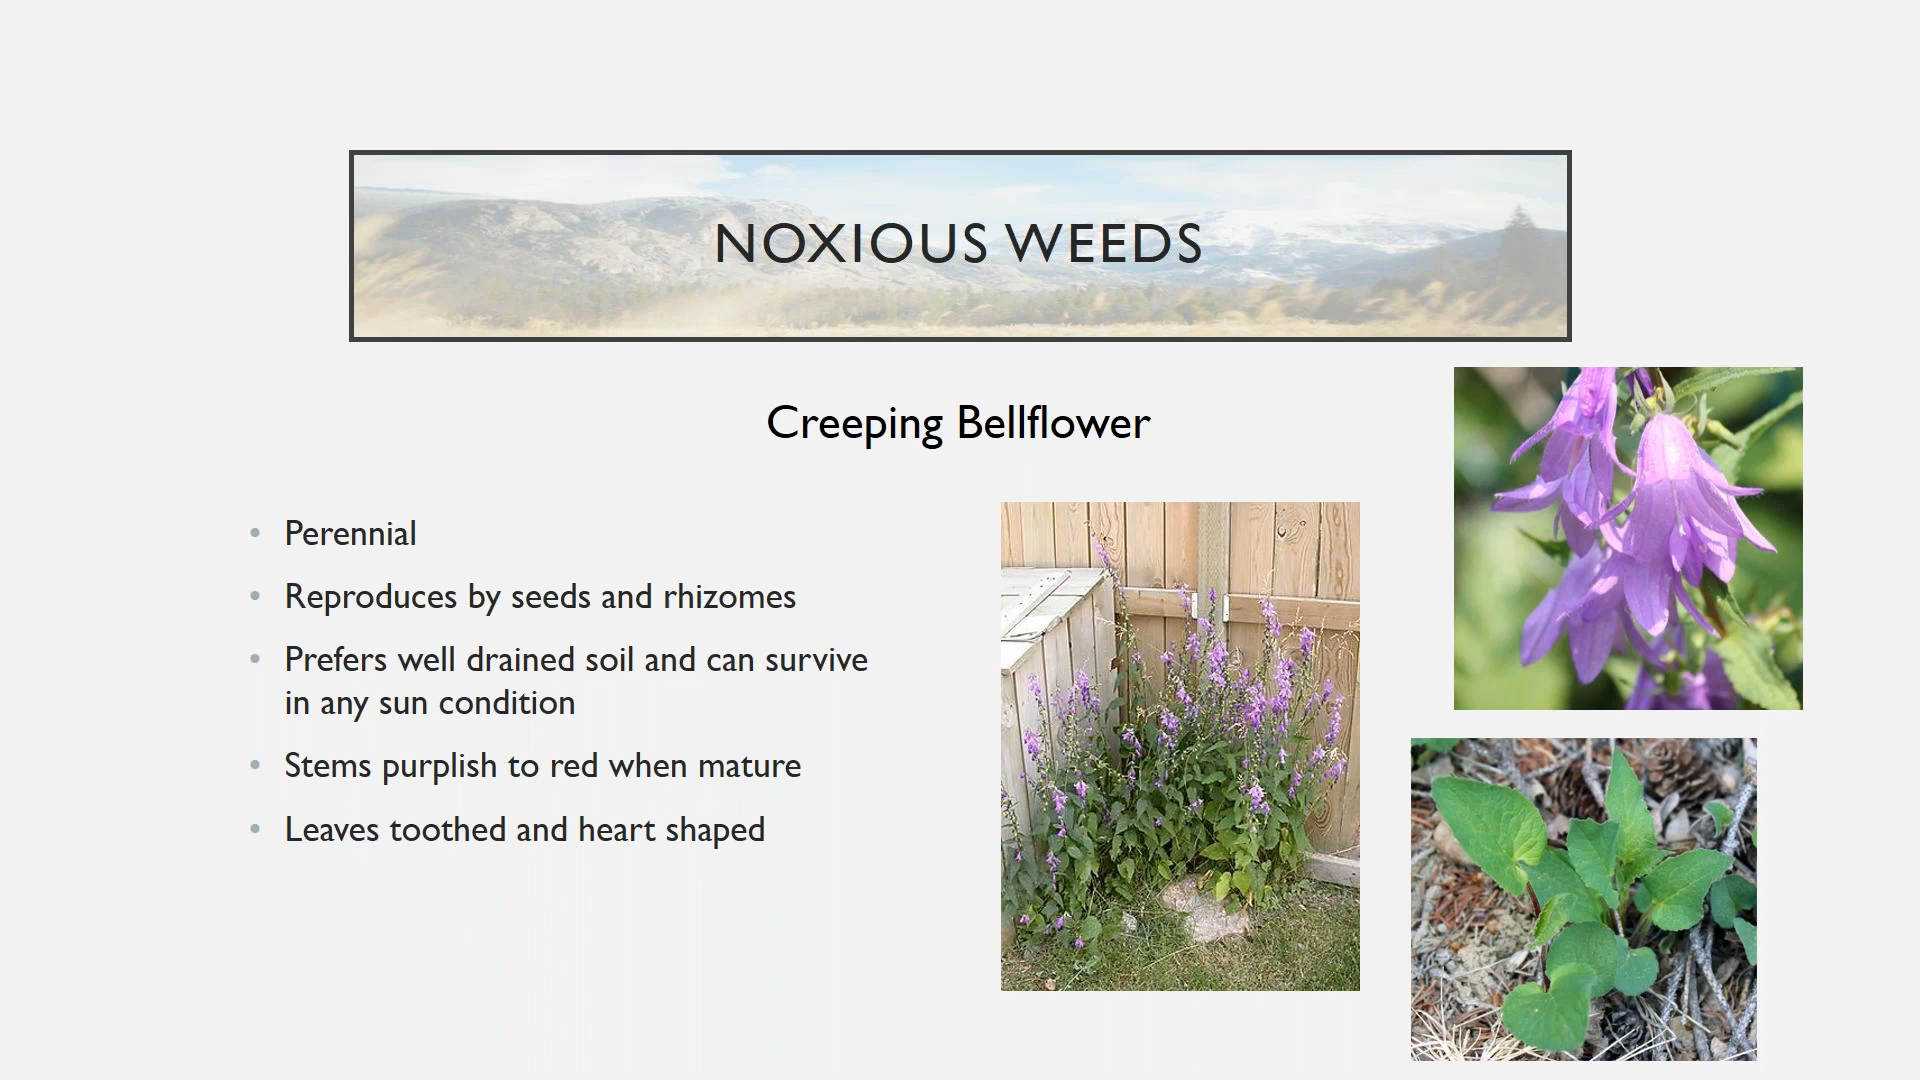 NOXIOUS WEEDS
Creeping Bellflower
• Perennial
• Reproduces by seeds and rhizomes
• Prefers well drained soil and can survive
in any sun condition
• Stems purplish to red when mature
• Leaves toothed and heart shaped